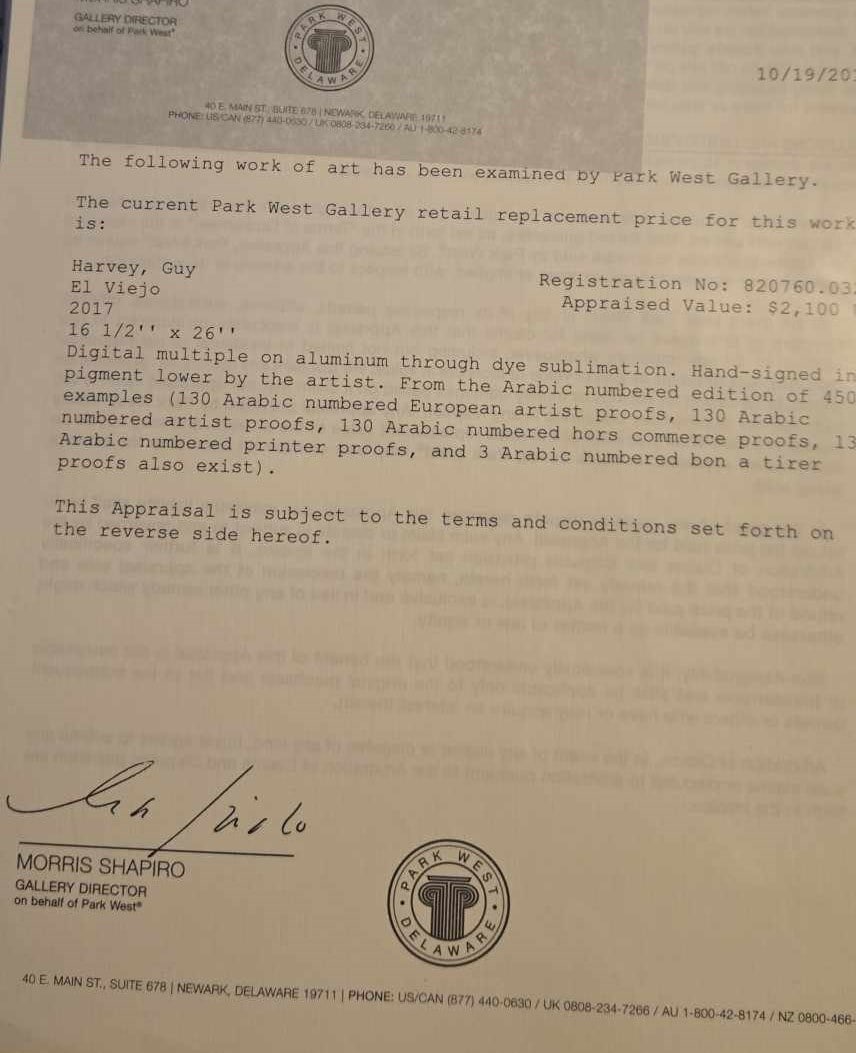 GALLERY DIRECTOR
on behalf of Park West®
PARK WEST
DELAWARE
10/19/201
40 E. MAIN ST., SUITE 678 | NEWARK, DELAWARE 19711
PHONE: US/CAN (877) 440-0630 / UK 0808-234-7266 / AU 1-800-42-8174
The following work of art has been examined by Park West Gallery.
The current Park West Gallery retail replacement price for this work
is:
Harvey, Guy
Registration No: 820760.03
El Viejo
Appraised Value: $2,100
2017
16 1/2'' x 26''
Digital multiple on aluminum through dye sublimation. Hand-signed in
pigment lower by the artist. From the Arabic numbered edition of 450
examples (130 Arabic numbered European artist proofs, 130 Arabic
numbered artist proofs, 130 Arabic numbered hors commerce proofs, 13
Arabic numbered printer proofs, and 3 Arabic numbered bon a tirer
proofs also exist).
This Appraisal is subject to the terms and conditions set forth on
the reverse side hereof.
MORRIS SHAPIRO
GALLERY DIRECTOR
on behalf of Park West®
PARK WEST
DELAWARE
40 E. MAIN ST., SUITE 678 | NEWARK, DELAWARE 19711 | PHONE: US/CAN (877) 440-0630 / UK 0808-234-7266 / AU 1-800-42-8174 / NZ 0800-466-